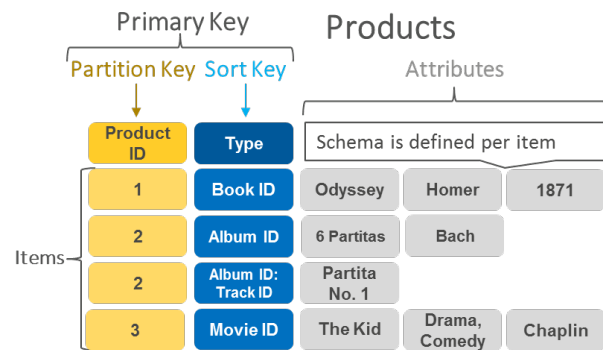 Primary Key
Products
Partition Key
Sort Key
Attributes
Product
ID
Type
Schema is defined per item
1
Book ID
Odyssey
Homer
1871
2
Album ID
6 Partitas
Bach
Items
2
Album ID:
Track ID
Partita
No. 1
3
Movie ID
The Kid
Drama,
Comedy
Chaplin